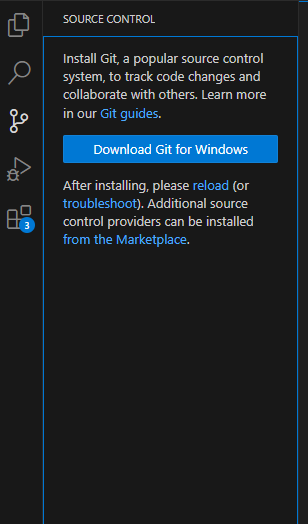 SOURCE CONTROL
Install Git, a popular source control
system, to track code changes and
collaborate with others. Learn more
in our Git guides.
Download Git for Windows
After installing, please reload (or
troubleshoot). Additional source
control providers can be installed
from the Marketplace.
3